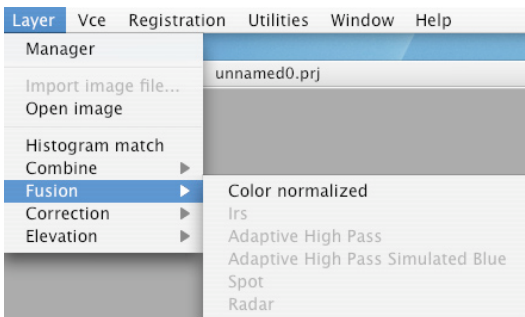 Layer Vce Registration Utilities Window Help
Manager
unnamed0.prj
Import image file...
Open image
Histogram match
Combine
Fusion
Color normalized
Correction
Irs
Elevation
Adaptive High Pass
Adaptive High Pass Simulated Blue
Spot
Radar